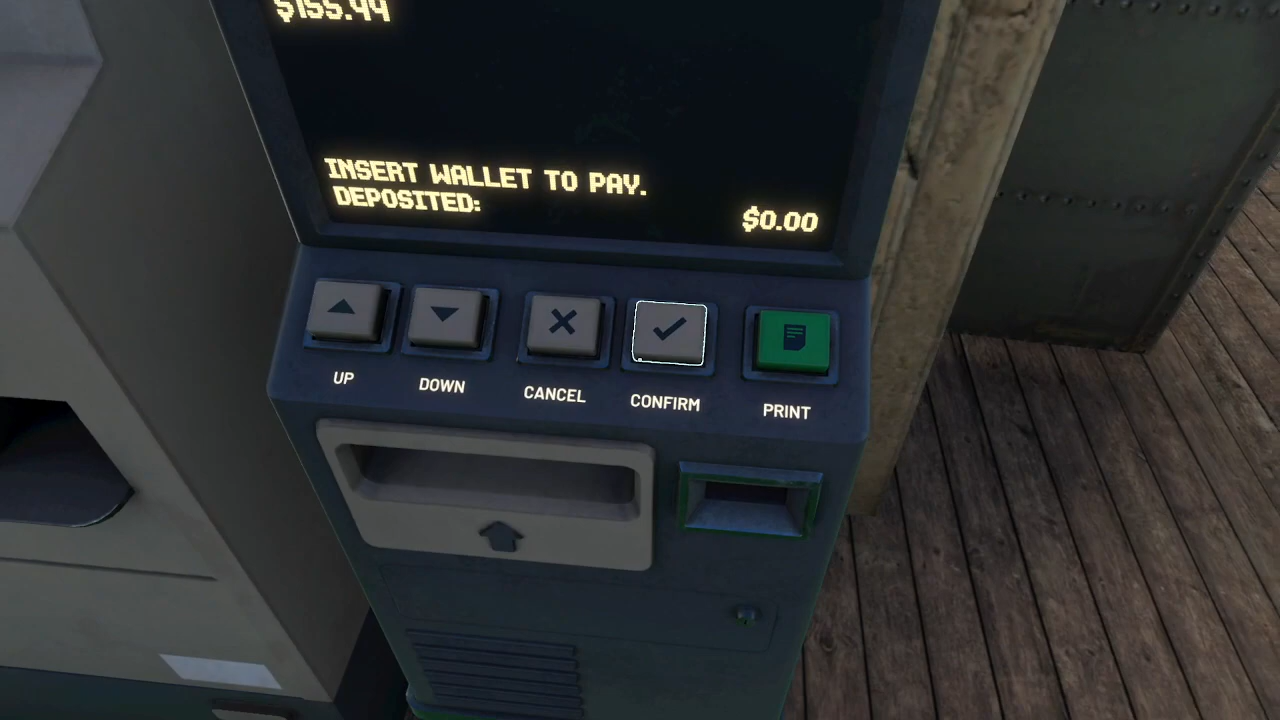 $155.44
INSERT WALLET TO PAY.
DEPOSITED:
$0.00
UP
DOWN
CANCEL
CONFIRM
PRINT